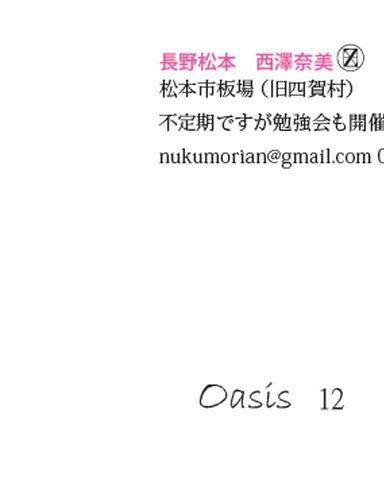 長野松本　西澤奈美 Ⓩ
松本市板場（旧四賀村）
不定期ですが勉強会も開催
nukumorian@gmail.com 0
Oasis 12